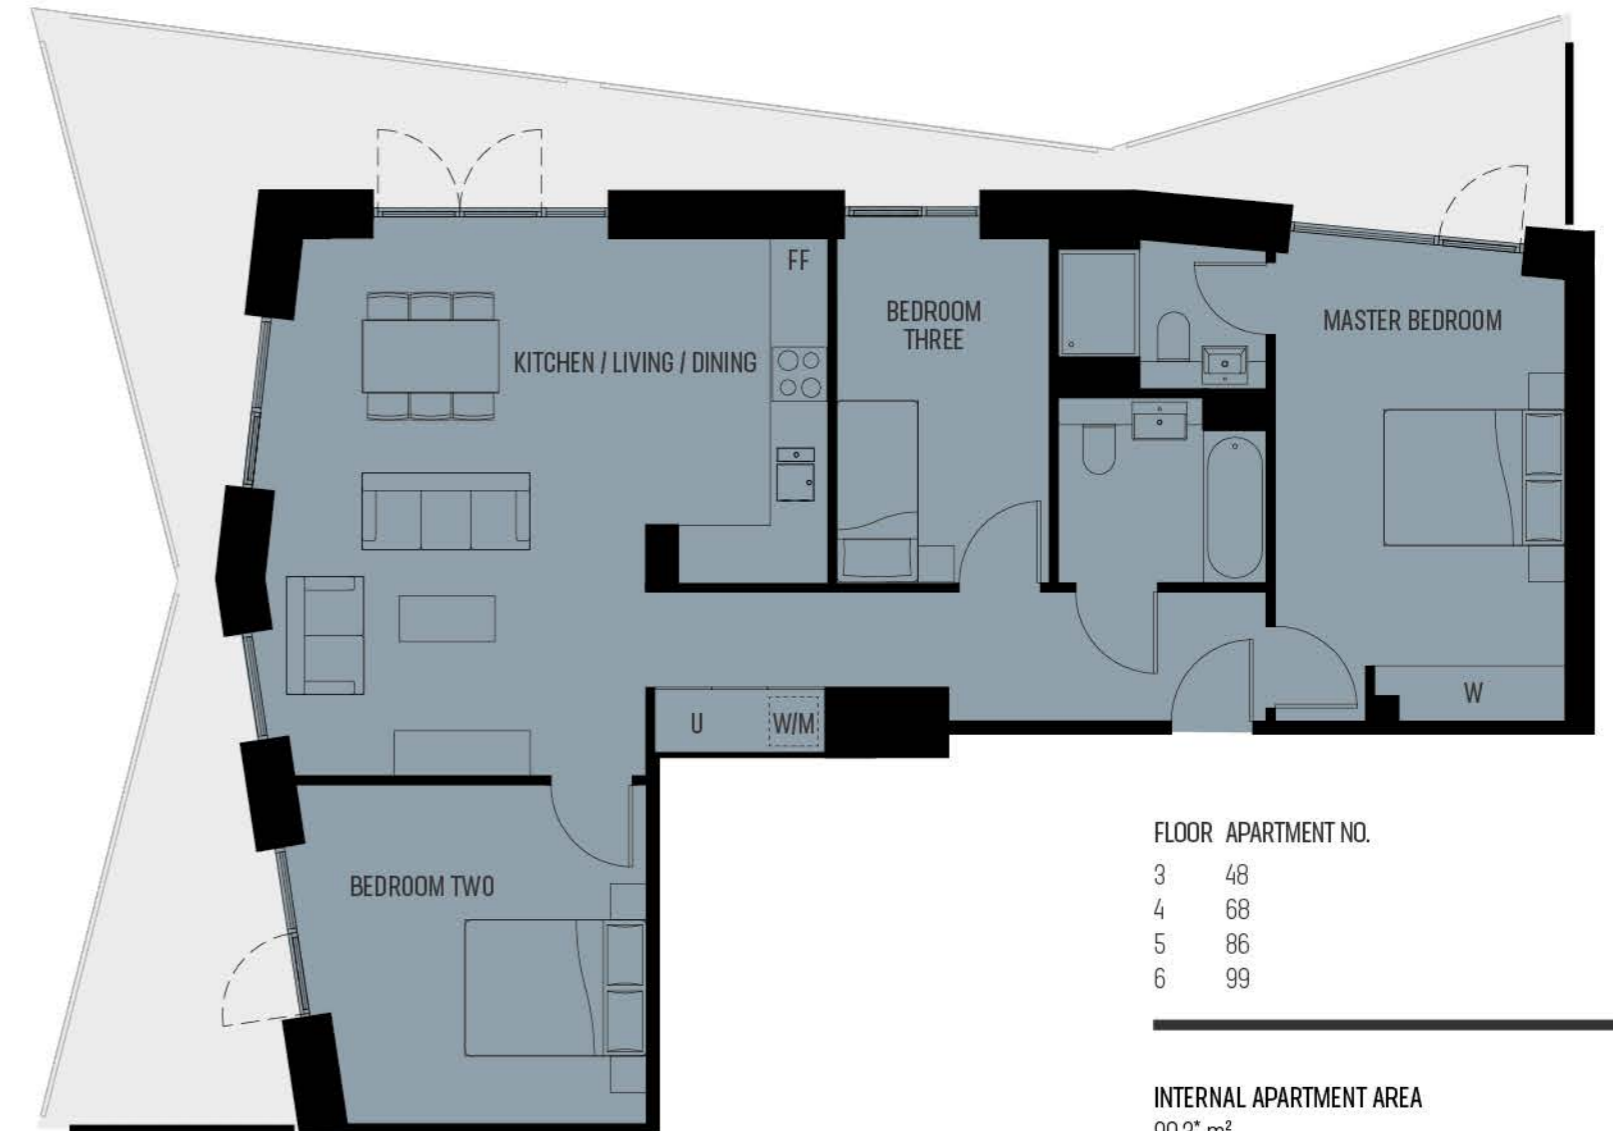 FF
BEDROOM
THREE
MASTER BEDROOM
KITCHEN / LIVING / DINING
W
U
W/M
BEDROOM TWO
FLOOR APARTMENT NO.
3 48
4 68
5 86
6 99
INTERNAL APARTMENT AREA
m²